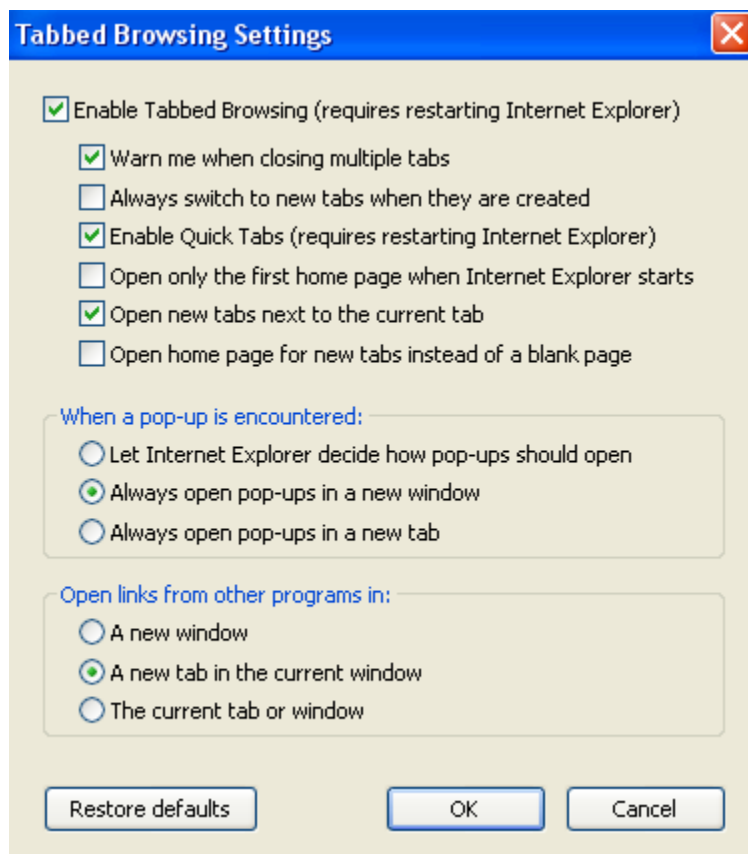 Tabbed Browsing Settings
Enable Tabbed Browsing (requires restarting Internet Explorer)
Warn me when closing multiple tabs
Always switch to new tabs when they are created
Enable Quick Tabs (requires restarting Internet Explorer)
Open only the first home page when Internet Explorer starts
Open new tabs next to the current tab
Open home page for new tabs instead of a blank page
When a pop-up is encountered:
Let Internet Explorer decide how pop-ups should open
Always open pop-ups in a new window
Always open pop-ups in a new tab
Open links from other programs in:
A new window
A new tab in the current window
The current tab or window
Restore defaults OK Cancel